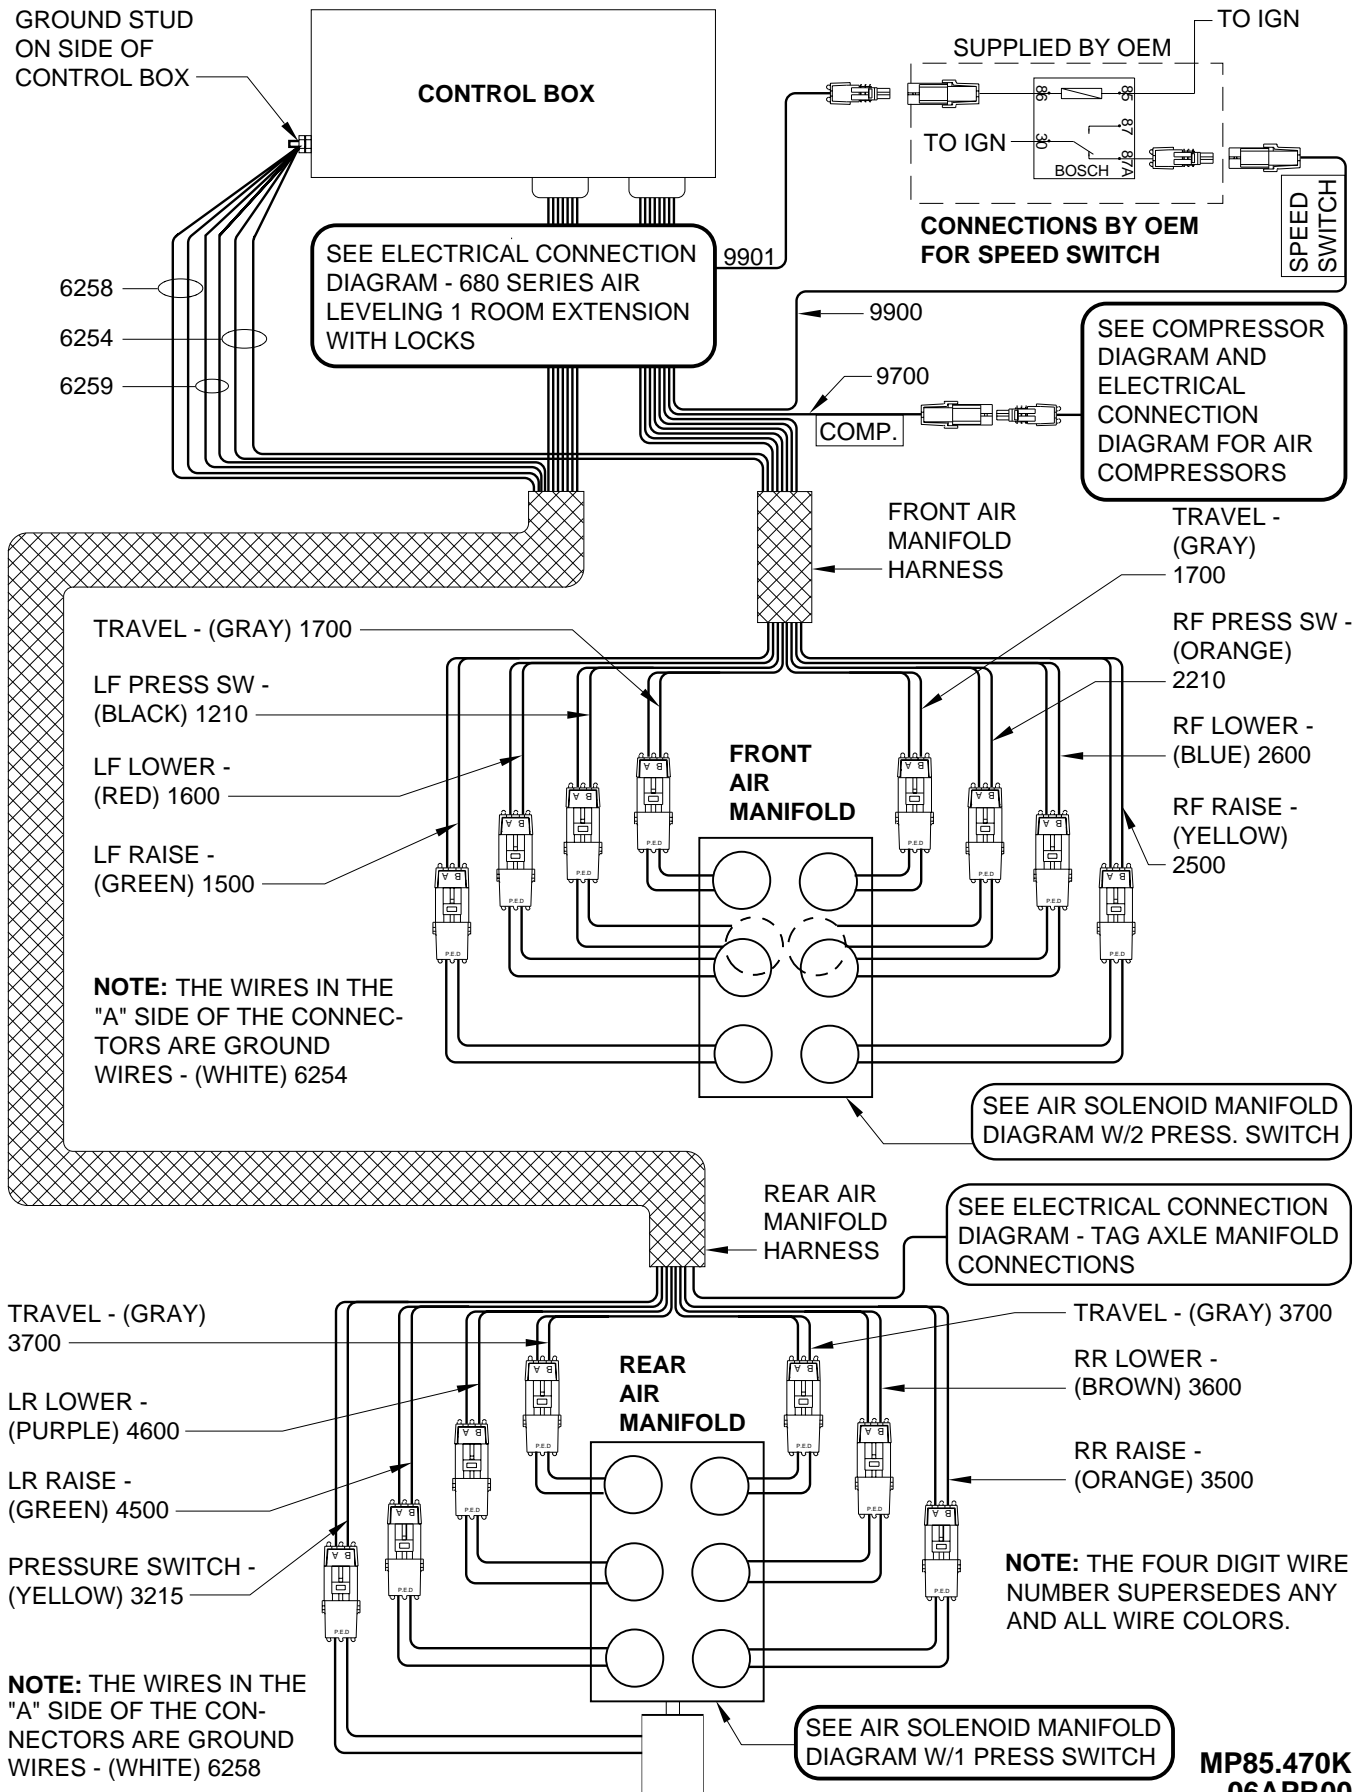 GROUND STUD
ON SIDE OF
CONTROL BOX
CONTROL BOX
TO IGN
SUPPLIED BY OEM
86
85
87
30
87A
TO IGN
BOSCH
CONNECTIONS BY OEM
FOR SPEED SWITCH
SPEED
SWITCH
SEE ELECTRICAL CONNECTION
DIAGRAM - 680 SERIES AIR
LEVELING 1 ROOM EXTENSION
WITH LOCKS
9901
6258
6254
6259
9900
9700
COMP.
SEE COMPRESSOR
DIAGRAM AND
ELECTRICAL
CONNECTION
DIAGRAM FOR AIR
COMPRESSORS
FRONT AIR
MANIFOLD
HARNESS
TRAVEL -
(GRAY)
1700
RF PRESS SW -
(ORANGE)
2210
RF LOWER -
(BLUE) 2600
RF RAISE -
(YELLOW)
2500
TRAVEL - (GRAY) 1700
LF PRESS SW -
(BLACK) 1210
LF LOWER -
(RED) 1600
LF RAISE -
(GREEN) 1500
FRONT
AIR
MANIFOLD
A B
P.E.D
A B
P.E.D
A B
P.E.D
A B
P.E.D
A B
P.E.D
A B
P.E.D
A B
P.E.D
A B
P.E.D
NOTE: THE WIRES IN THE
"A" SIDE OF THE CONNEC-
TORS ARE GROUND
WIRES - (WHITE) 6254
SEE AIR SOLENOID MANIFOLD
DIAGRAM W/2 PRESS. SWITCH
REAR AIR
MANIFOLD
HARNESS
SEE ELECTRICAL CONNECTION
DIAGRAM - TAG AXLE MANIFOLD
CONNECTIONS
TRAVEL - (GRAY)
3700
LR LOWER -
(PURPLE) 4600
LR RAISE -
(GREEN) 4500
PRESSURE SWITCH -
(YELLOW) 3215
REAR
AIR
MANIFOLD
TRAVEL - (GRAY) 3700
RR LOWER -
(BROWN) 3600
RR RAISE -
(ORANGE) 3500
A B
P.E.D
A B
P.E.D
A B
P.E.D
A B
P.E.D
A B
P.E.D
A B
P.E.D
A B
P.E.D
NOTE: THE FOUR DIGIT WIRE
NUMBER SUPERSEDES ANY
AND ALL WIRE COLORS.
NOTE: THE WIRES IN THE
"A" SIDE OF THE CON-
NECTORS ARE GROUND
WIRES - (WHITE) 6258
SEE AIR SOLENOID MANIFOLD
DIAGRAM W/1 PRESS SWITCH
MP85.470K
06APR00